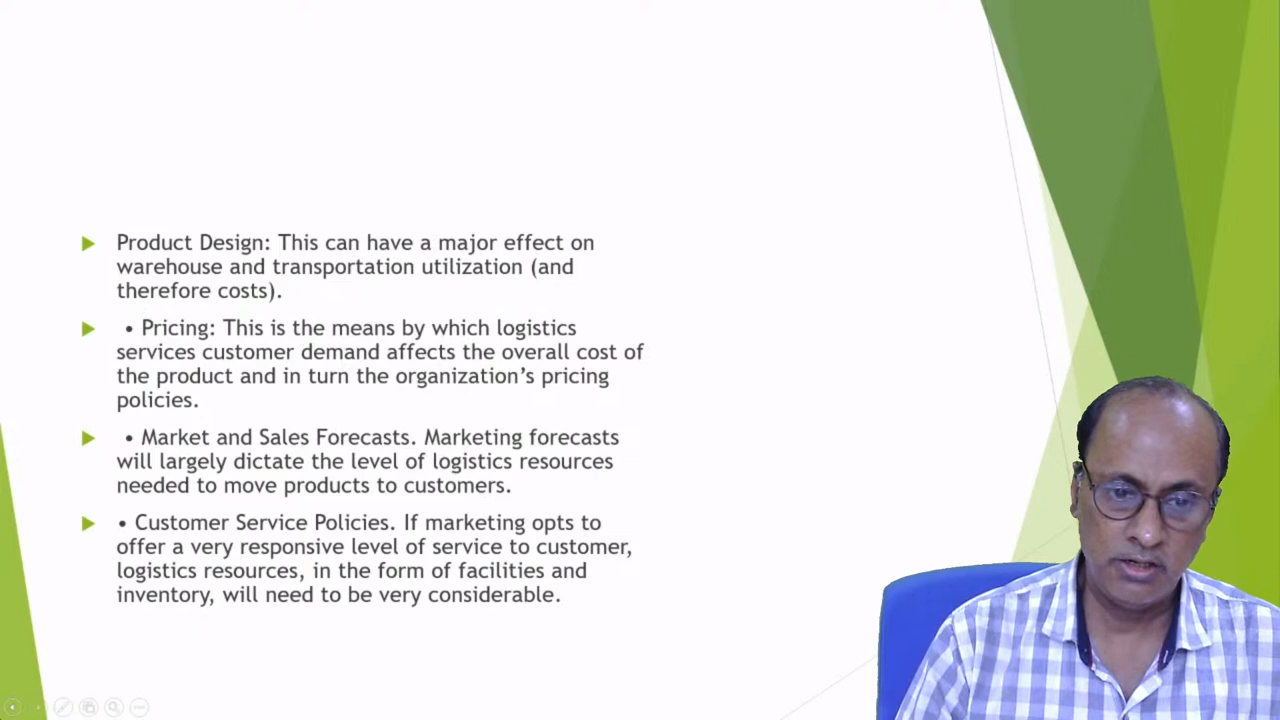 Product Design: This can have a major effect on
warehouse and transportation utilization (and
therefore costs).
• Pricing: This is the means by which logistics
services customer demand affects the overall cost of
the product and in turn the organization’s pricing
policies.
• Market and Sales Forecasts. Marketing forecasts
will largely dictate the level of logistics resources
needed to move products to customers.
• Customer Service Policies. If marketing opts to
offer a very responsive level of service to customer,
logistics resources, in the form of facilities and
inventory, will need to be very considerable.